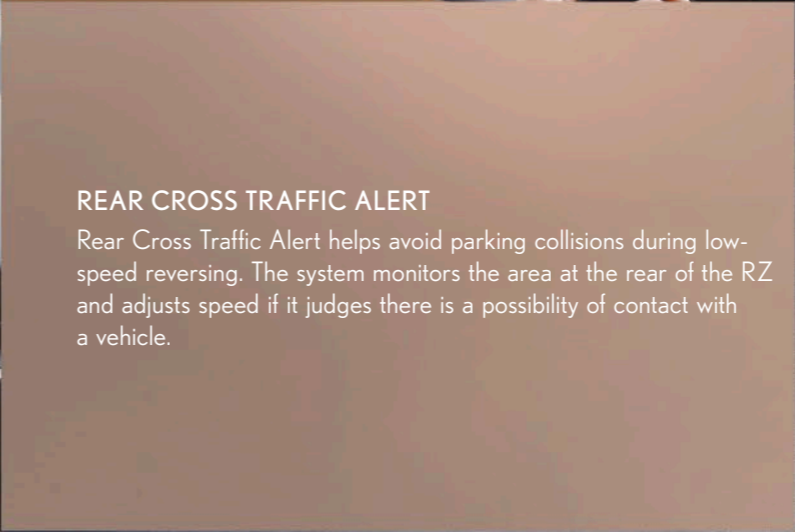 REAR CROSS TRAFFIC ALERT
Rear Cross Traffic Alert helps avoid parking collisions during low-
speed reversing. The system monitors the area at the rear of the RZ
and adjusts speed if it judges there is a possibility of contact with
a vehicle.